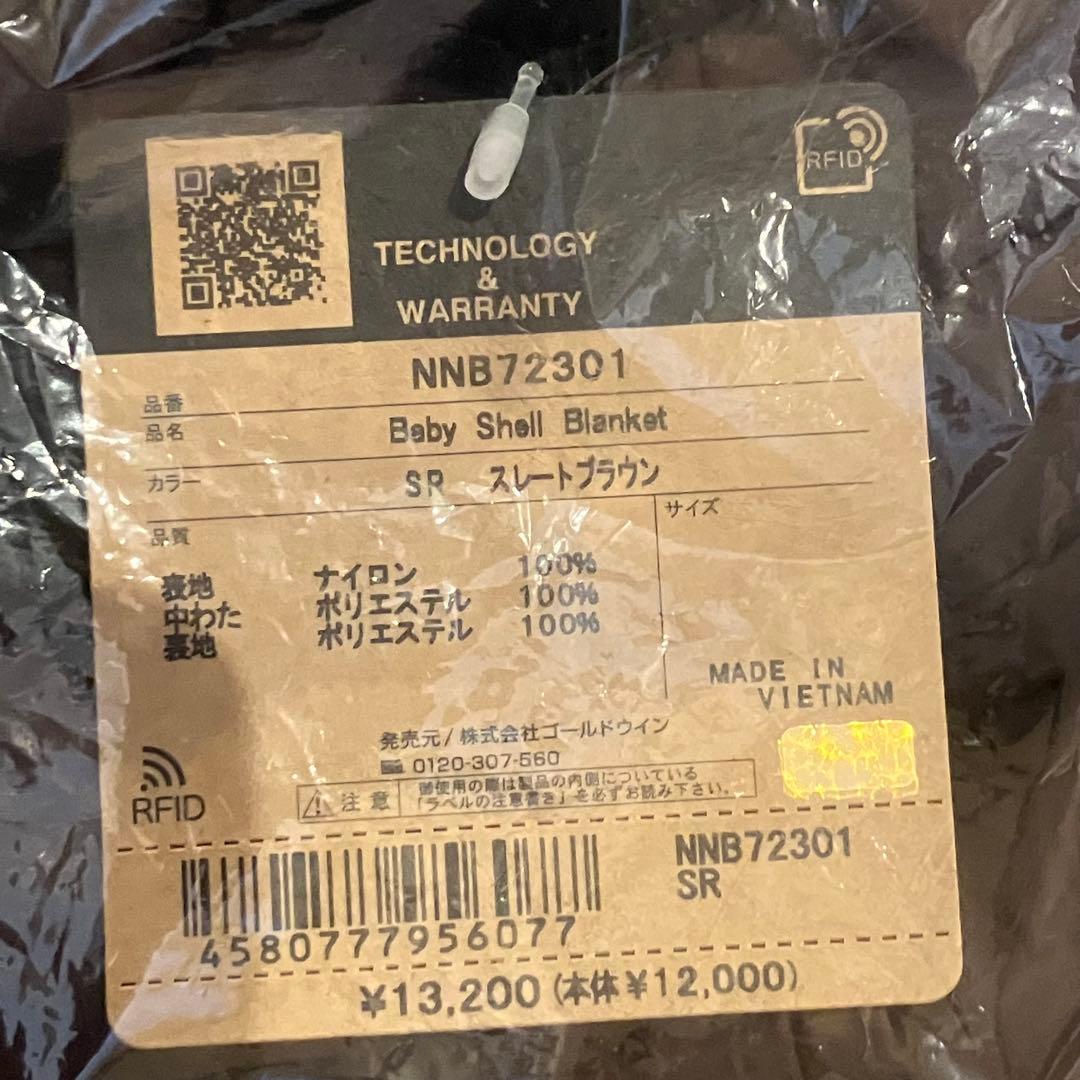 RFID
TECHNOLOGY
&
WARRANTY
品番 NNB72301
品名 Baby Shell Blanket
カラー SR スレートブラウン
品質
サイズ
表地 ナイロン 100%
中わた ポリエステル 100%
裏地 ポリエステル 100%
MADE IN
VIETNAM
発売元/株式会社ゴールドウイン
0120-307-560
RFID
注意
御使用の際は製品の内側についている
「ラベルの注意書き」を必ずお読み下さい。
NNB72301
SR
4580777956077
¥13,200(本体¥12,000)